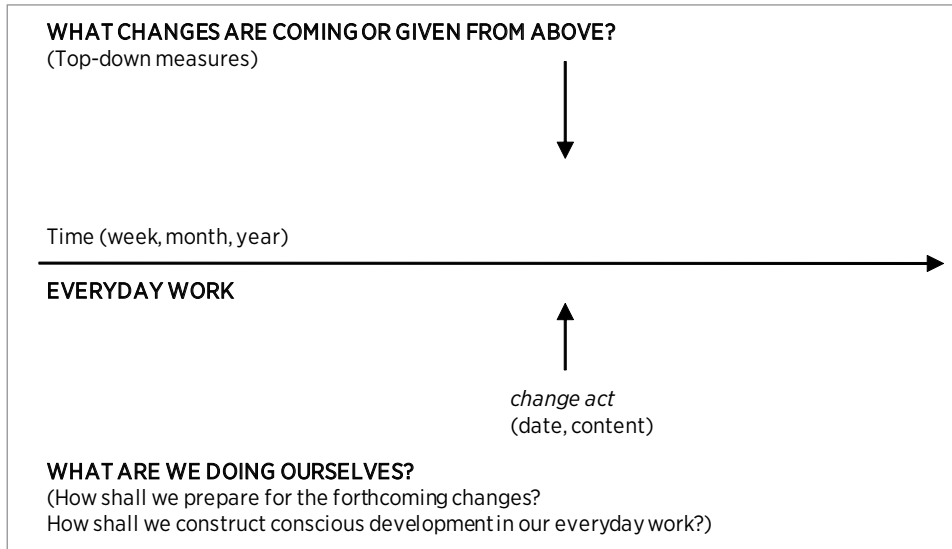 WHAT CHANGES ARE COMING OR GIVEN FROM ABOVE?
(Top-down measures)
Time (week, month, year)
EVERYDAY WORK
change act
(date, content)
WHAT ARE WE DOING OURSELVES?
(How shall we prepare for the forthcoming changes?
How shall we construct conscious development in our everyday work?)